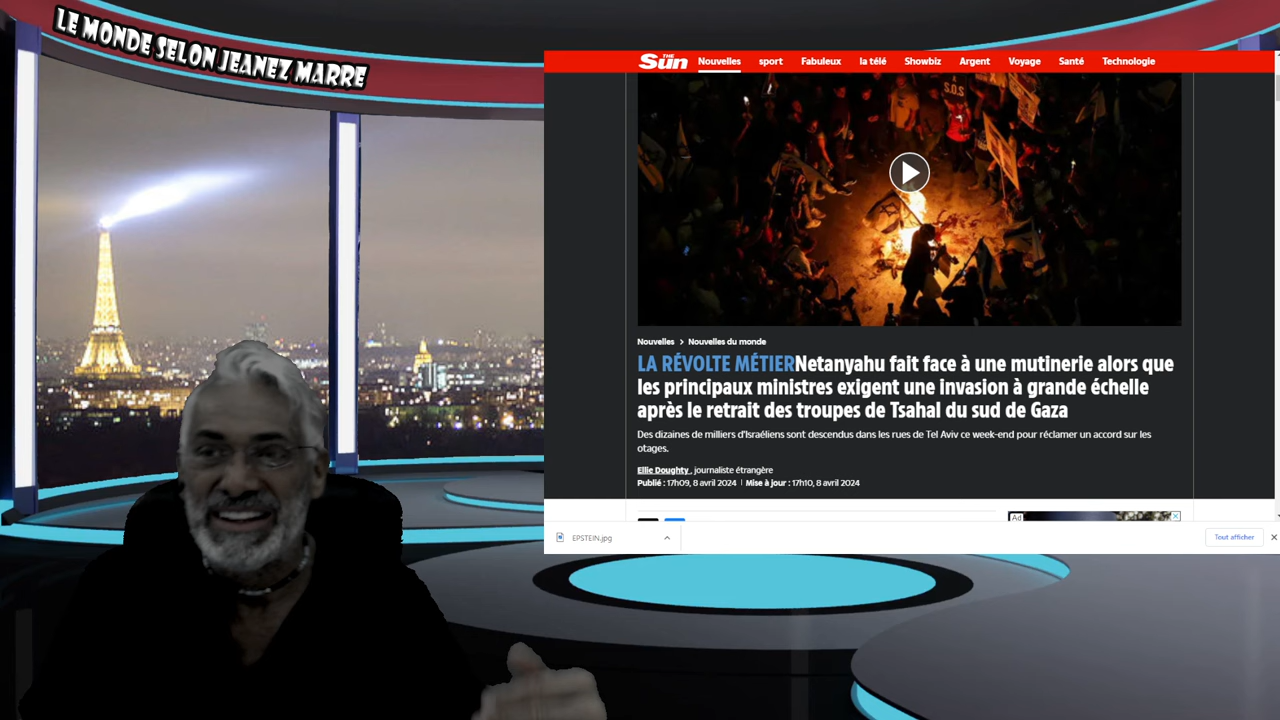 LE MONDE SELON JEANEZ MARRE
THE Sun Nouvelles sport Fabuleux la télé Showbiz Argent Voyage Santé Technologie
S.O.S
Nouvelles > Nouvelles du monde
LA RÉVOLTE MÉTIERNetanyahu fait face à une mutinerie alors que
les principaux ministres exigent une invasion à grande échelle
après le retrait des troupes de Tsahal du sud de Gaza
Des dizaines de milliers d'Israéliens sont descendus dans les rues de Tel Aviv ce week-end pour réclamer un accord sur les
otages.
Ellie Doughty , journaliste étrangère
Publié : 17h09, 8 avril 2024 | Mise à jour : 17h10, 8 avril 2024
Ad
EPSTEIN.jpg
Tout afficher